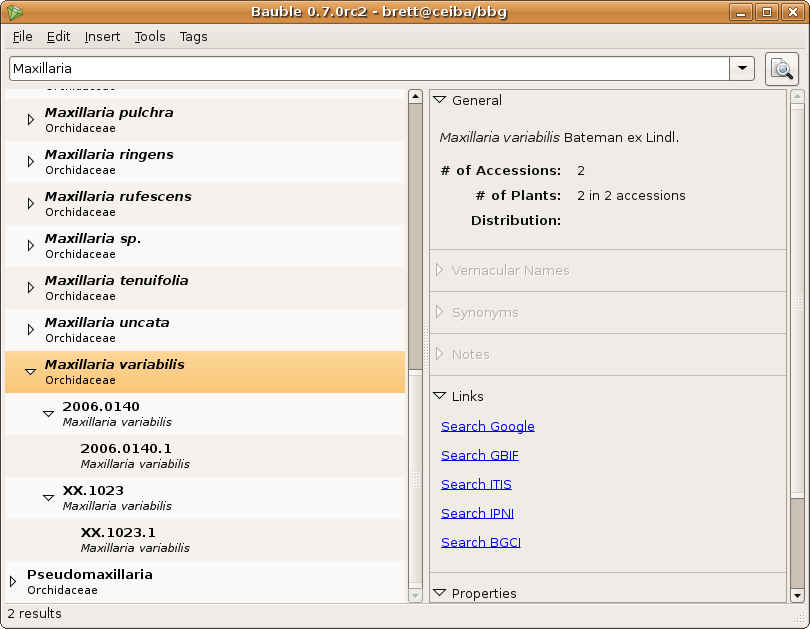 Bauble 0.7.0rc2 - brett@ceiba/bbg
File Edit Insert Tools Tags
Maxillaria
Orchidaceae
Maxillaria pulchra
Orchidaceae
Maxillaria ringens
Orchidaceae
Maxillaria rufescens
Orchidaceae
Maxillaria sp.
Orchidaceae
Maxillaria tenuifolia
Orchidaceae
Maxillaria uncata
Orchidaceae
Maxillaria variabilis
Orchidaceae
2006.0140
Maxillaria variabilis
2006.0140.1
Maxillaria variabilis
XX.1023
Maxillaria variabilis
XX.1023.1
Maxillaria variabilis
Pseudomaxillaria
Orchidaceae
General
Maxillaria variabilis Bateman ex Lindl.
# of Accessions: 2
# of Plants: 2 in 2 accessions
Distribution:
Vernacular Names
Synonyms
Notes
Links
Search Google
Search GBIF
Search ITIS
Search IPNI
Search BGCI
Properties
2 results